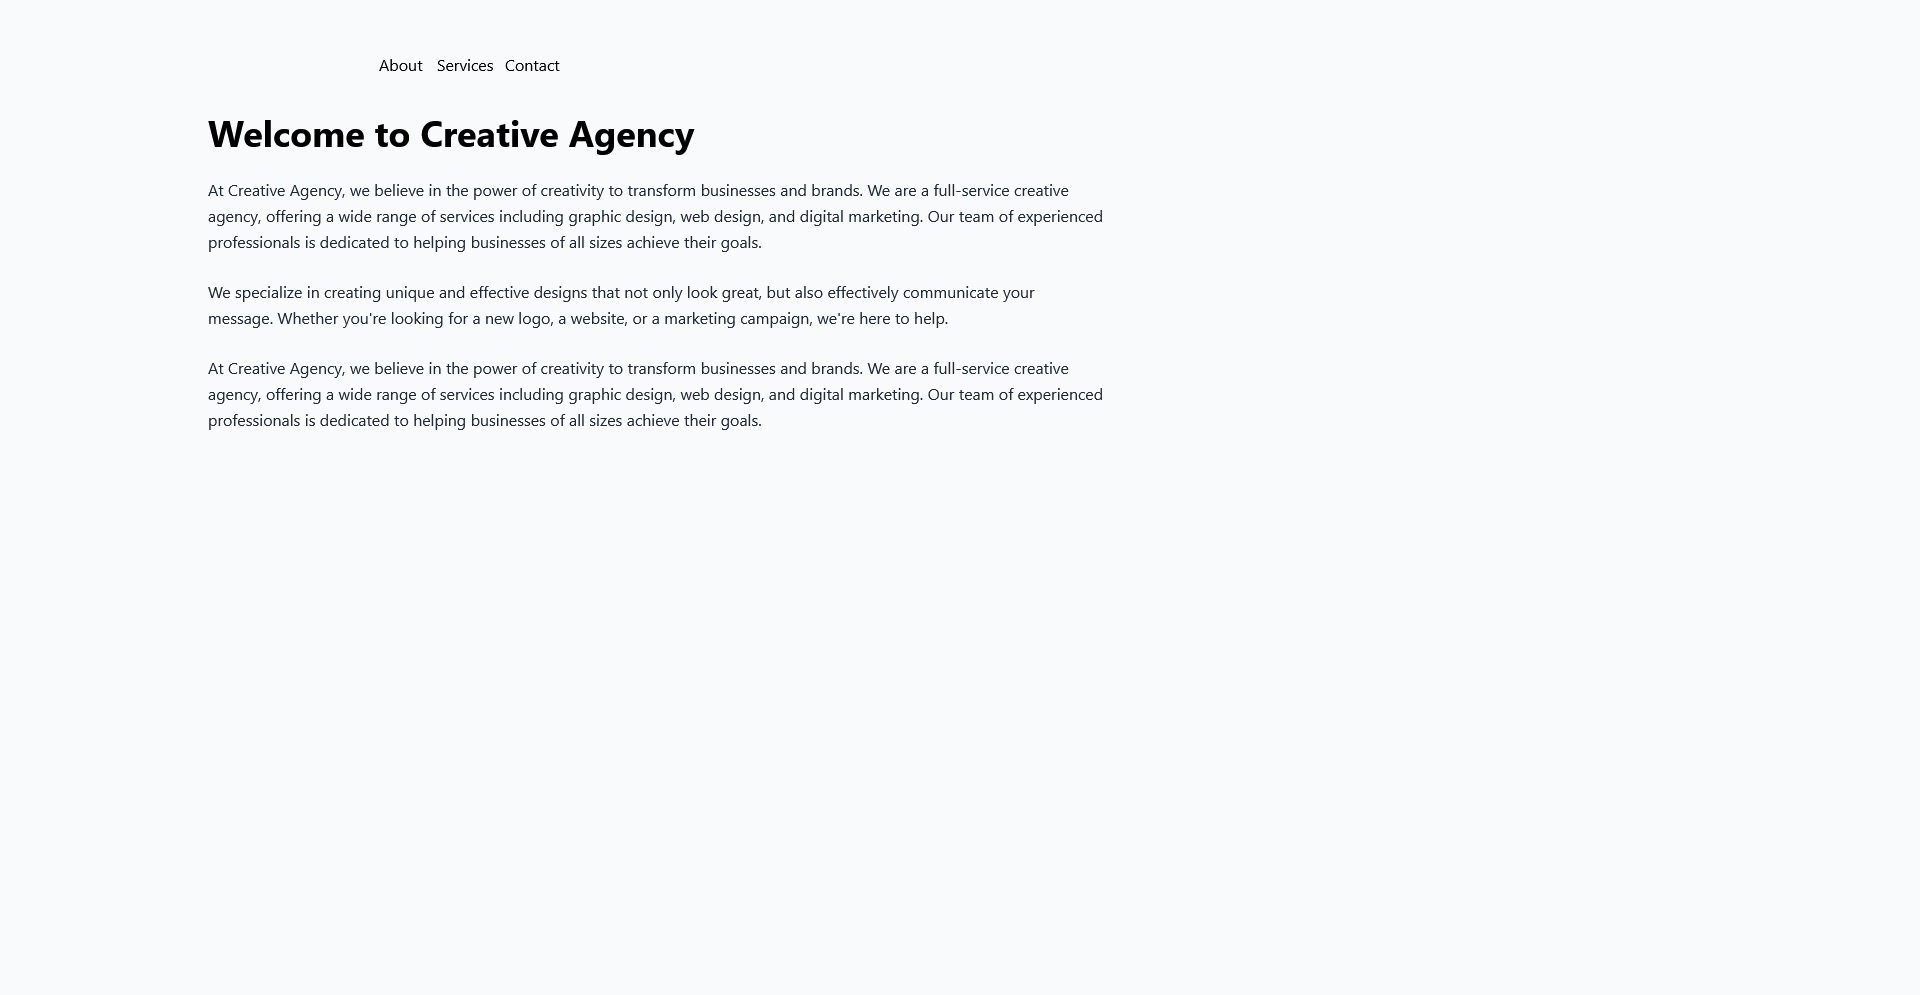 About Services Contact
Welcome to Creative Agency
At Creative Agency, we believe in the power of creativity to transform businesses and brands. We are a full-service creative
agency, offering a wide range of services including graphic design, web design, and digital marketing. Our team of experienced
professionals is dedicated to helping businesses of all sizes achieve their goals.
We specialize in creating unique and effective designs that not only look great, but also effectively communicate your
message. Whether you're looking for a new logo, a website, or a marketing campaign, we're here to help.
At Creative Agency, we believe in the power of creativity to transform businesses and brands. We are a full-service creative
agency, offering a wide range of services including graphic design, web design, and digital marketing. Our team of experienced
professionals is dedicated to helping businesses of all sizes achieve their goals.